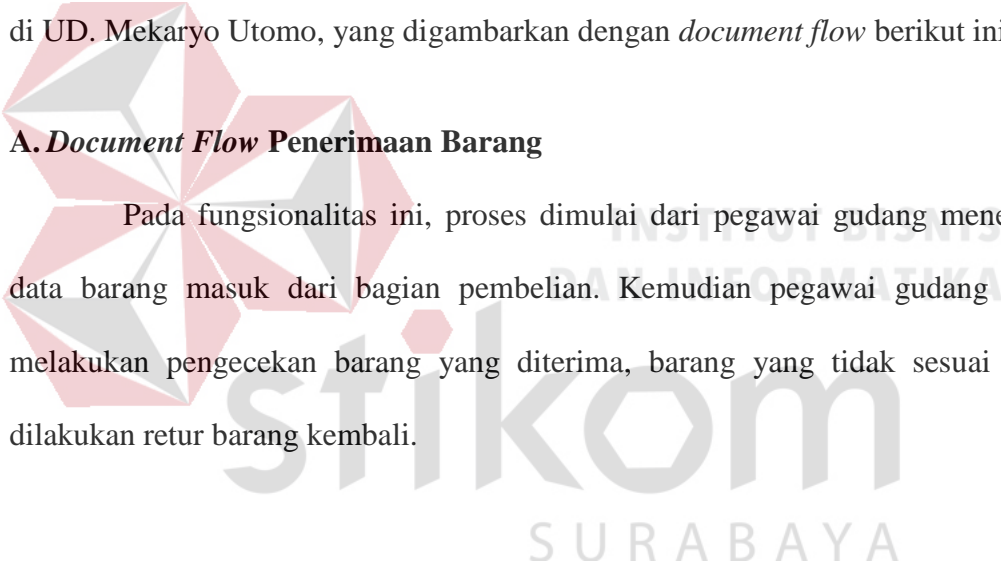 di UD. Mekaryo Utomo, yang digambarkan dengan document flow berikut ini
A. Document Flow Penerimaan Barang
Pada fungsionalitas ini, proses dimulai dari pegawai gudang mene
data barang masuk dari bagian pembelian. Kemudian pegawai gudang
melakukan pengecekan barang yang diterima, barang yang tidak sesuai
dilakukan retur barang kembali.
INSTITUT BISNIS
DAN INFORMATIKA
stikom
SURABAYA